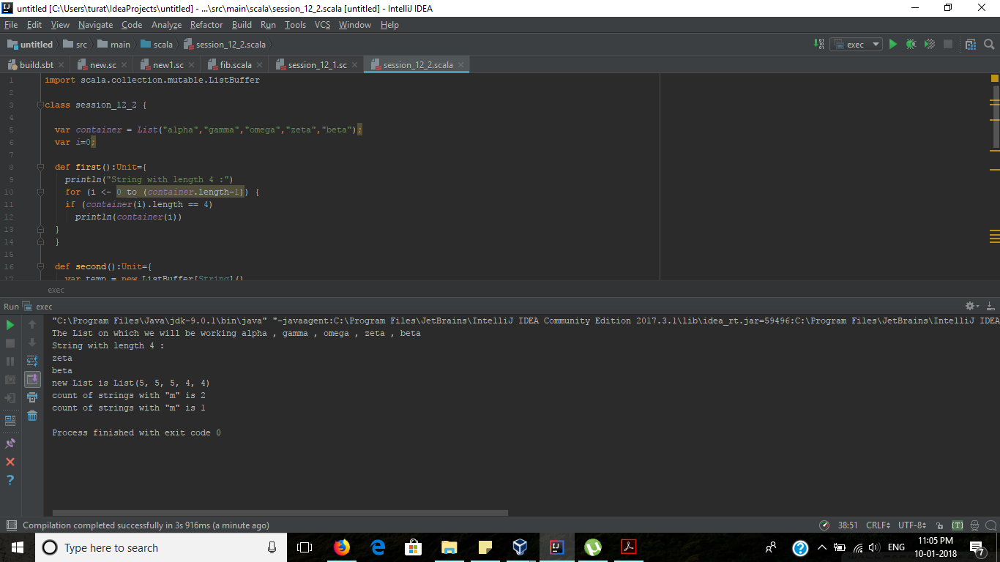 untitled [C:\Users\turat\IdeaProjects\untitled] - ...\src\main\scala\session_12_2.scala [untitled] - IntelliJ IDEA
File Edit View Navigate Code Analyze Refactor Build Run Tools VCS Window Help
untitled src main scala session_12_2.scala exec
build.sbt new.sc new1.sc fib.scala session_12_1.sc session_12_2.scala
1 import scala.collection.mutable.ListBuffer
2
3 class session_12_2 {
4
5 var container = List("alpha","gamma","omega","zeta","beta");
6 var i=0;
7
8 def first():Unit={
9 println("String with length 4 :")
10 for (i <- 0 to (container.length-1)) {
11 if (container(i).length == 4)
12 println(container(i))
13 }
14 }
15
16 def second():Unit={
17 var temp = new ListBuffer[String]()
exec
Run exec
"C:\Program Files\Java\jdk-9.0.1\bin\java" "-javaagent:C:\Program Files\JetBrains\IntelliJ IDEA Community Edition 2017.3.1\lib\idea_rt.jar=59496:C:\Program Files\JetBrains\IntelliJ IDEA
The List on which we will be working alpha , gamma , omega , zeta , beta
String with length 4 :
zeta
beta
new List is List(5, 5, 5, 4, 4)
count of strings with "m" is 2
count of strings with "m" is 1
Process finished with exit code 0
Compilation completed successfully in 3s 916ms (a minute ago) 38:51 CRLF UTF-8 [T]
Type here to search ENG 11:05 PM
10-01-2018 7